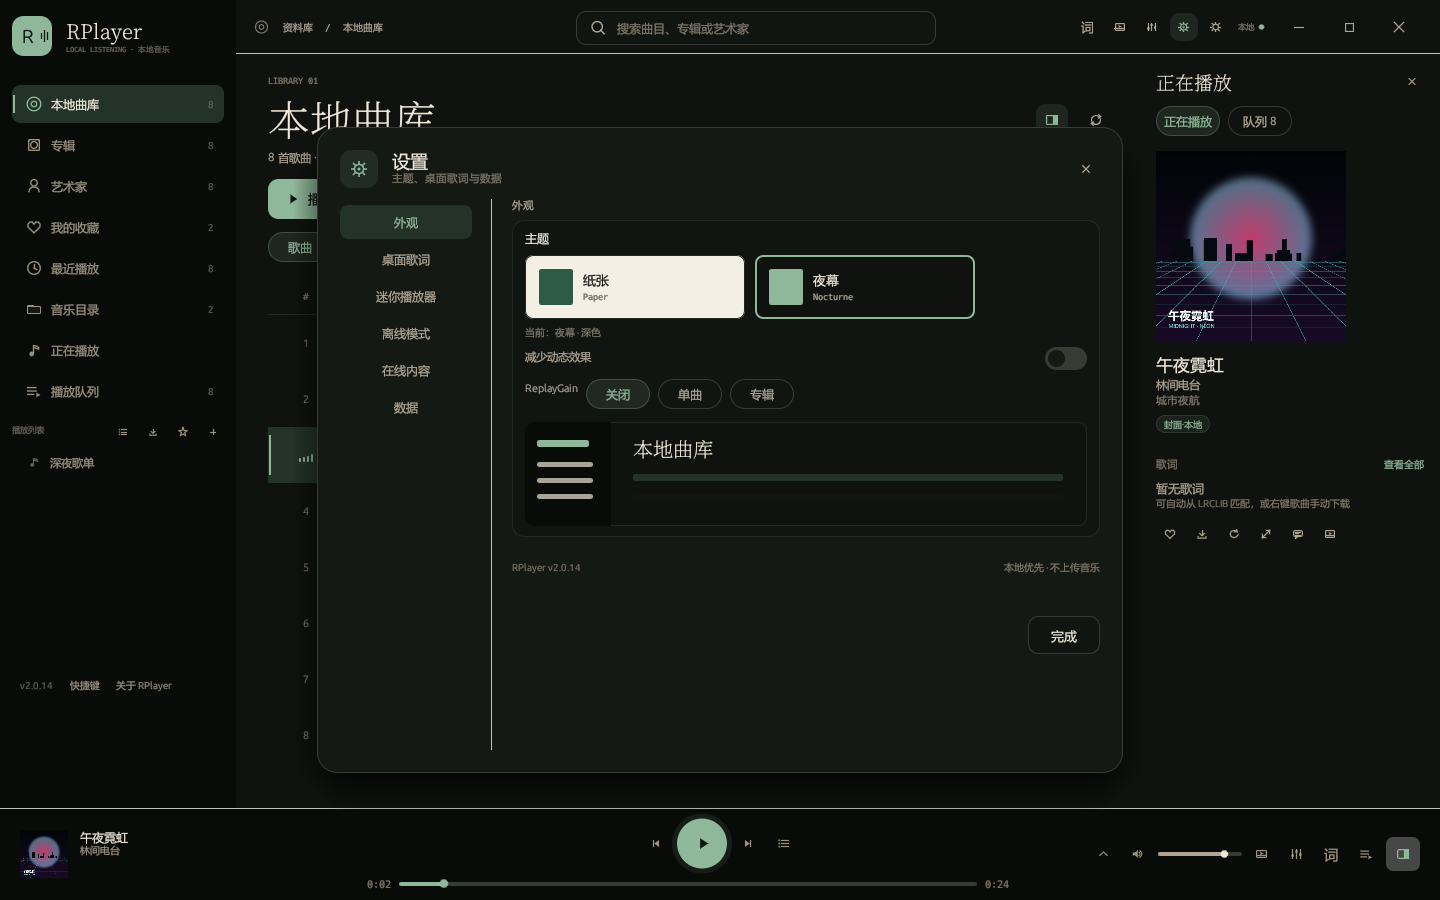 RPlayer
LOCAL LISTENING · 本地音乐
本地曲库 8
专辑 8
艺术家 8
我的收藏 2
最近播放 8
音乐目录 2
正在播放
播放队列 8
播放列表
深夜歌单
v2.0.14 快捷键 关于 RPlayer
资料库 / 本地曲库
搜索曲目、专辑或艺术家
词
本地
LIBRARY 01
本地曲库
8 首歌曲 ·
播
歌曲
#
1
2
4
5
6
7
8
设置
主题、桌面歌词与数据
外观
桌面歌词
迷你播放器
离线模式
在线内容
数据
外观
主题
纸张
Paper
夜幕
Nocturne
当前：夜幕 · 深色
减少动态效果
ReplayGain 关闭 单曲 专辑
本地曲库
RPlayer v2.0.14
本地优先 · 不上传音乐
完成
正在播放
正在播放 队列 8
午夜霓虹
MIDNIGHT · NEON
午夜霓虹
林间电台
城市夜航
封面·本地
歌词 查看全部
暂无歌词
可自动从 LRCLIB 匹配，或右键歌曲手动下载
午夜霓虹
林间电台
0:02 0:24
词